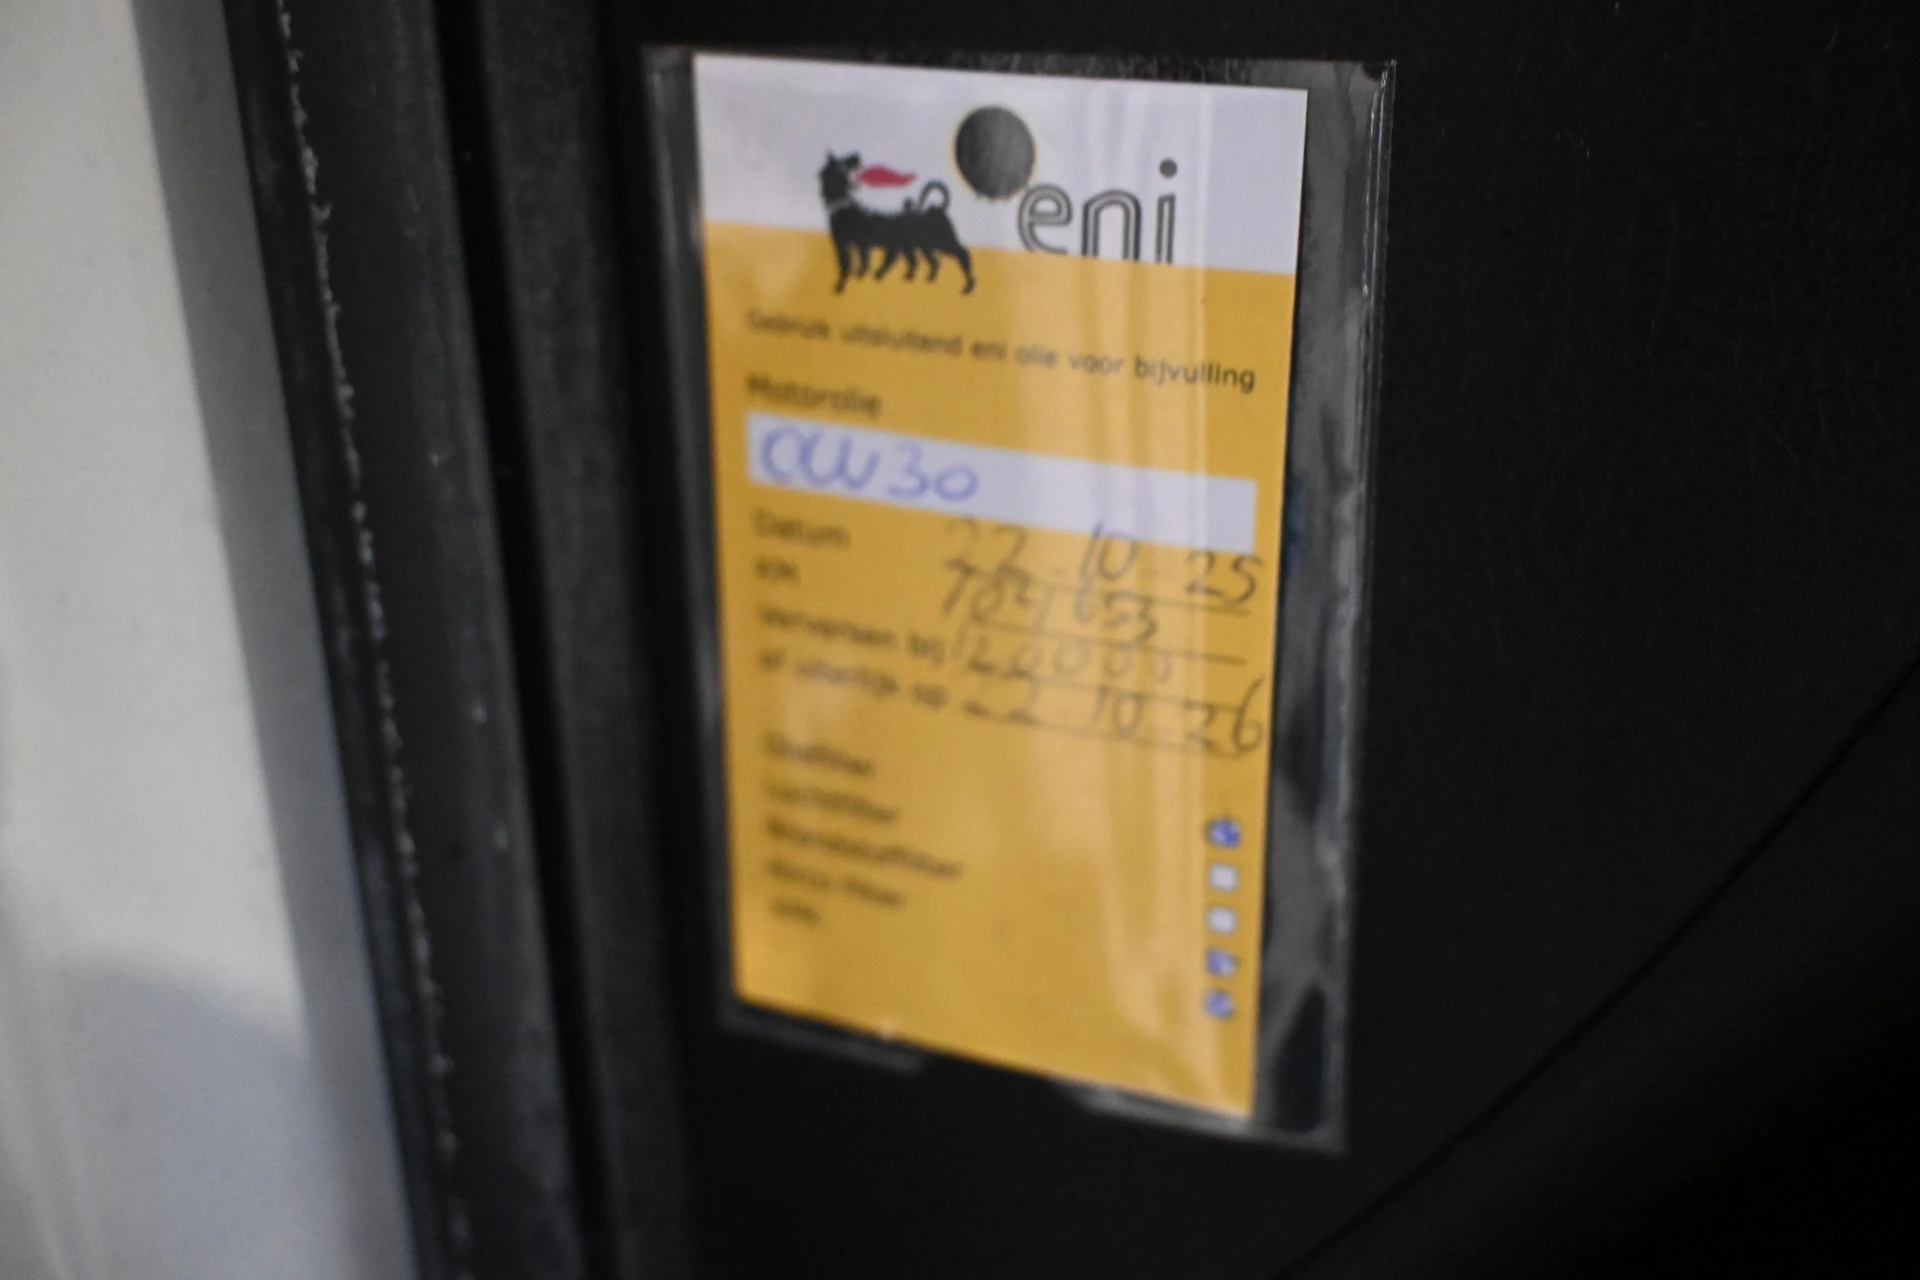 eni
Gebruik uitsluitend eni olie voor bijvulling
Motorolie
0W30
Datum 22 10 25
KM
Verversen bij
of uiterlijk op 22 10 26
Oliefilter
Luchtfilter
Brandstoffilter